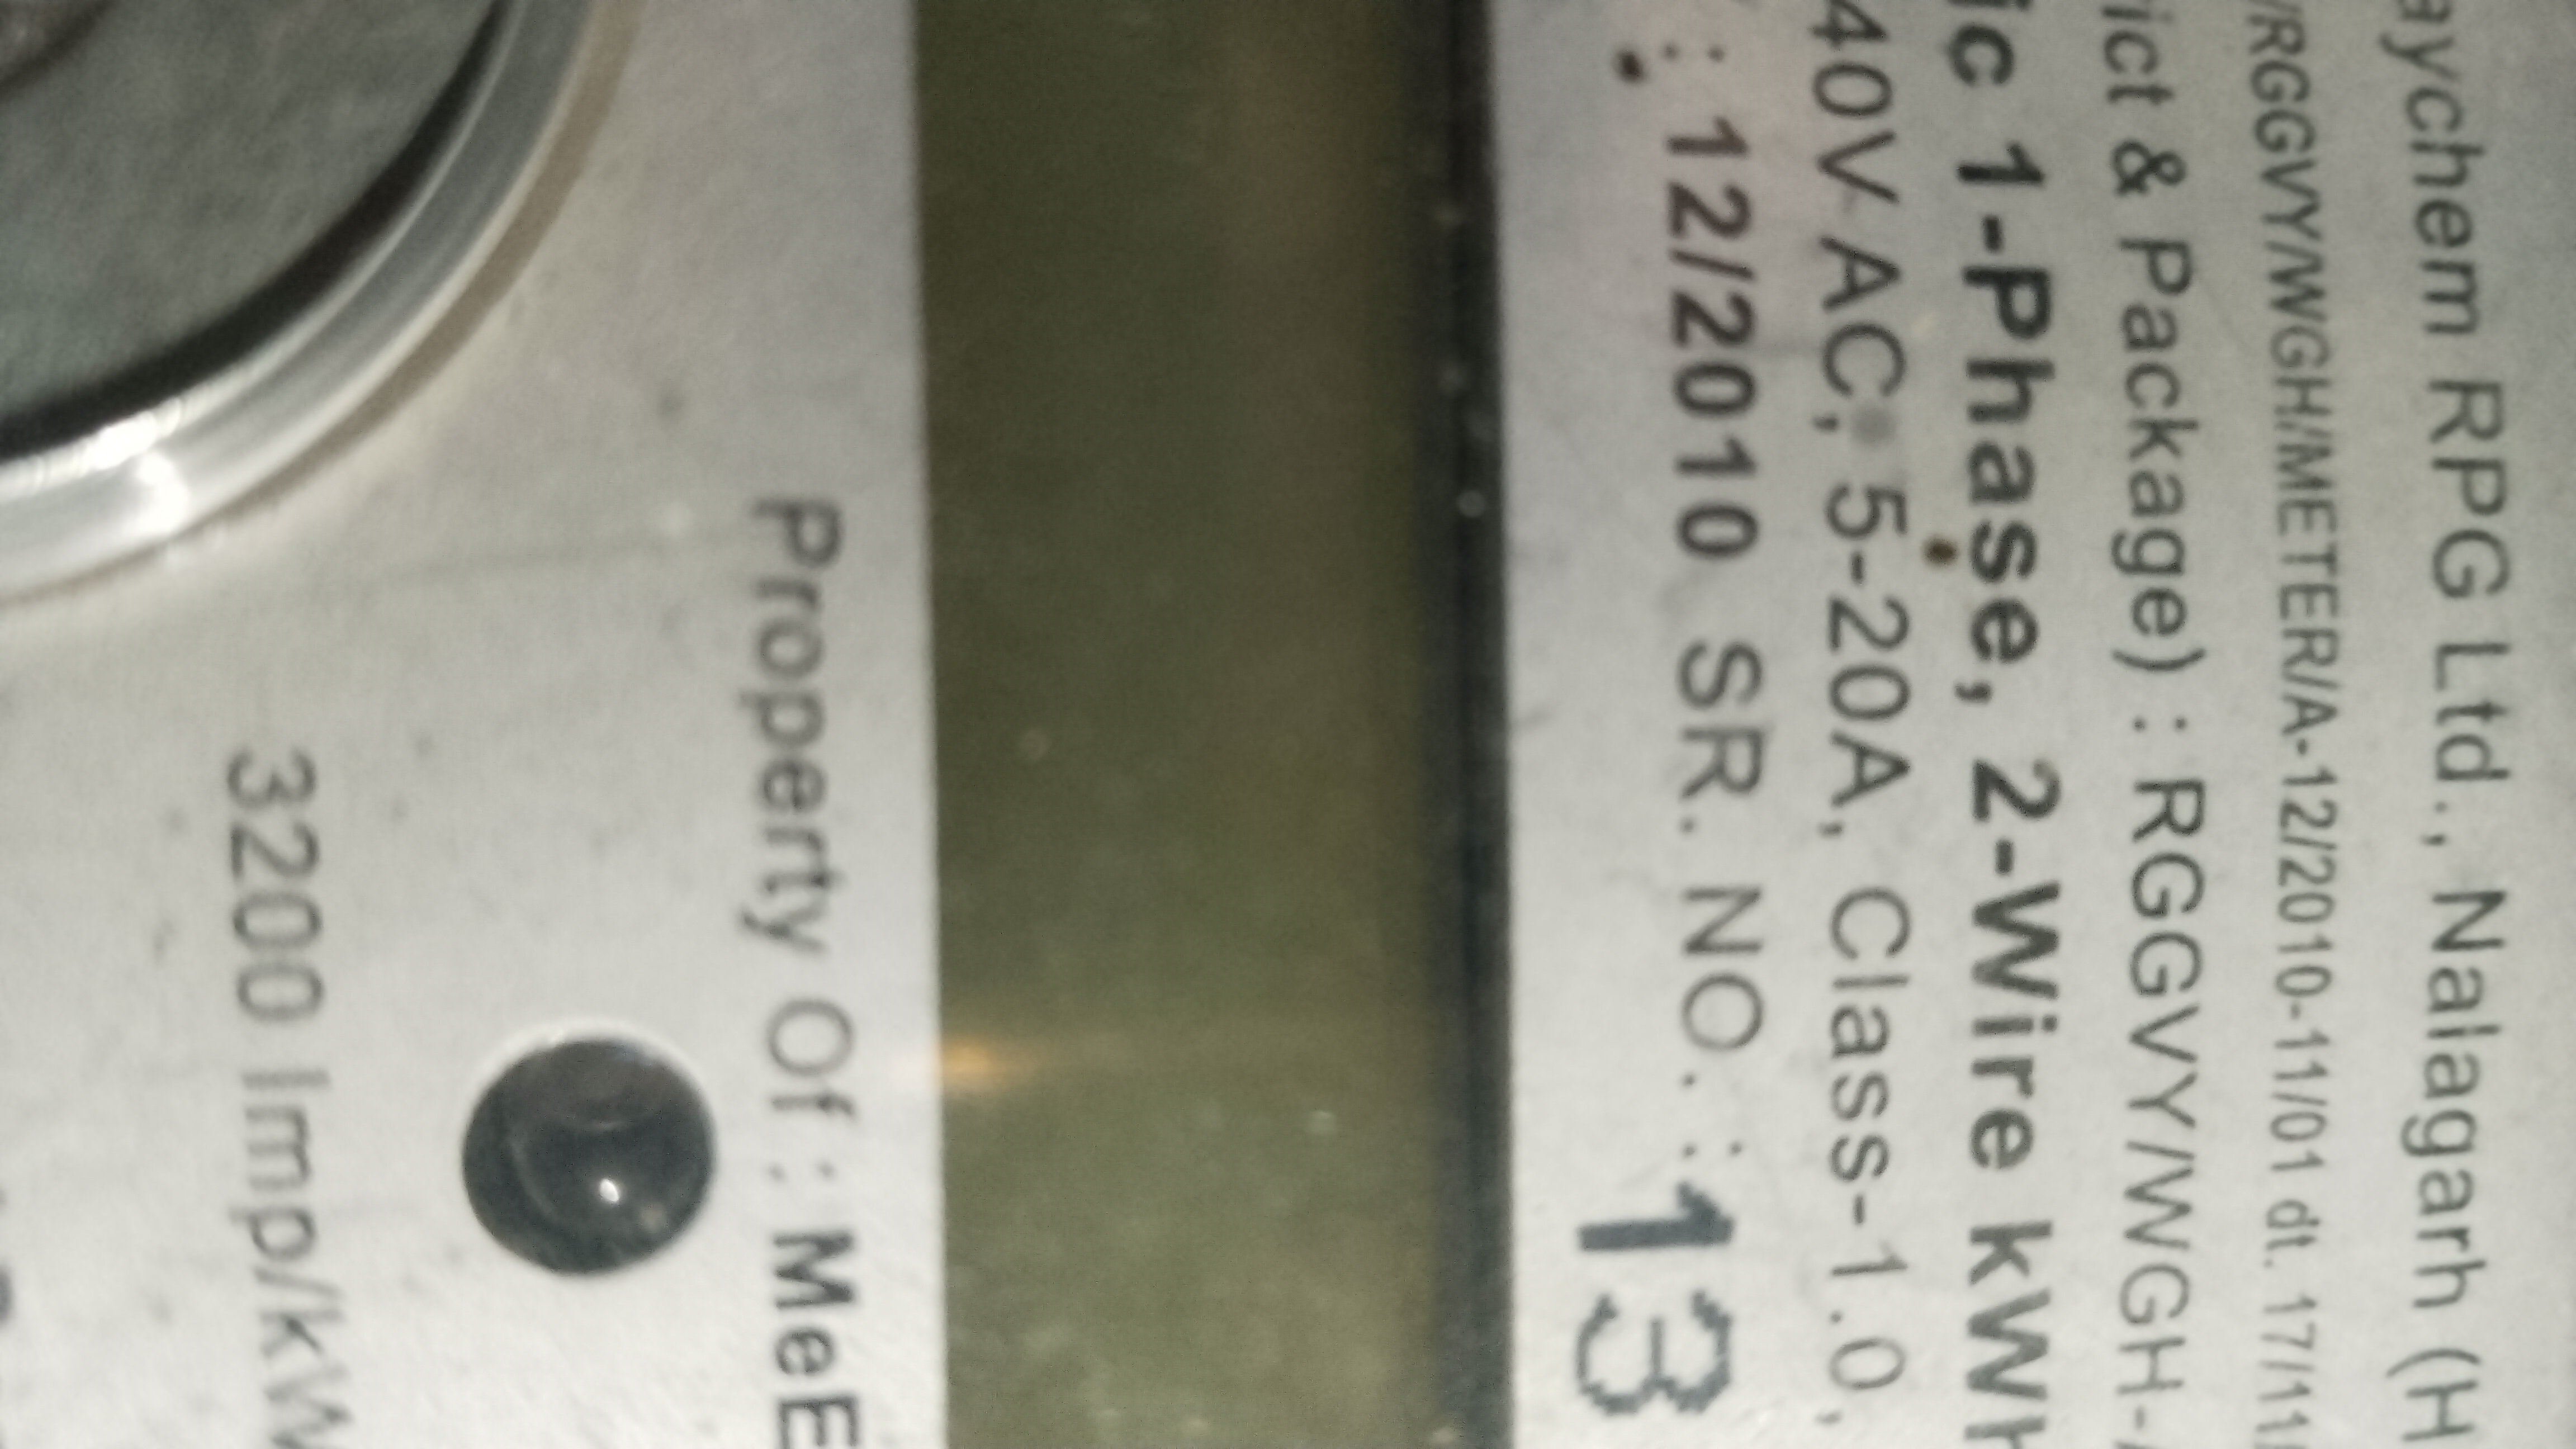 aychem RPG Ltd., Nalagarh (H
/RGGVY/WGH/METER/A-12/2010-11/01 dt. 17/11/
rict & Package) : RGGVY/WGH-
ic 1-Phase, 2-Wire kWH
40V AC, 5-20A, Class-1.0,
: 12/2010 SR. NO. : 13
Property Of : MeE
3200 Imp/kW